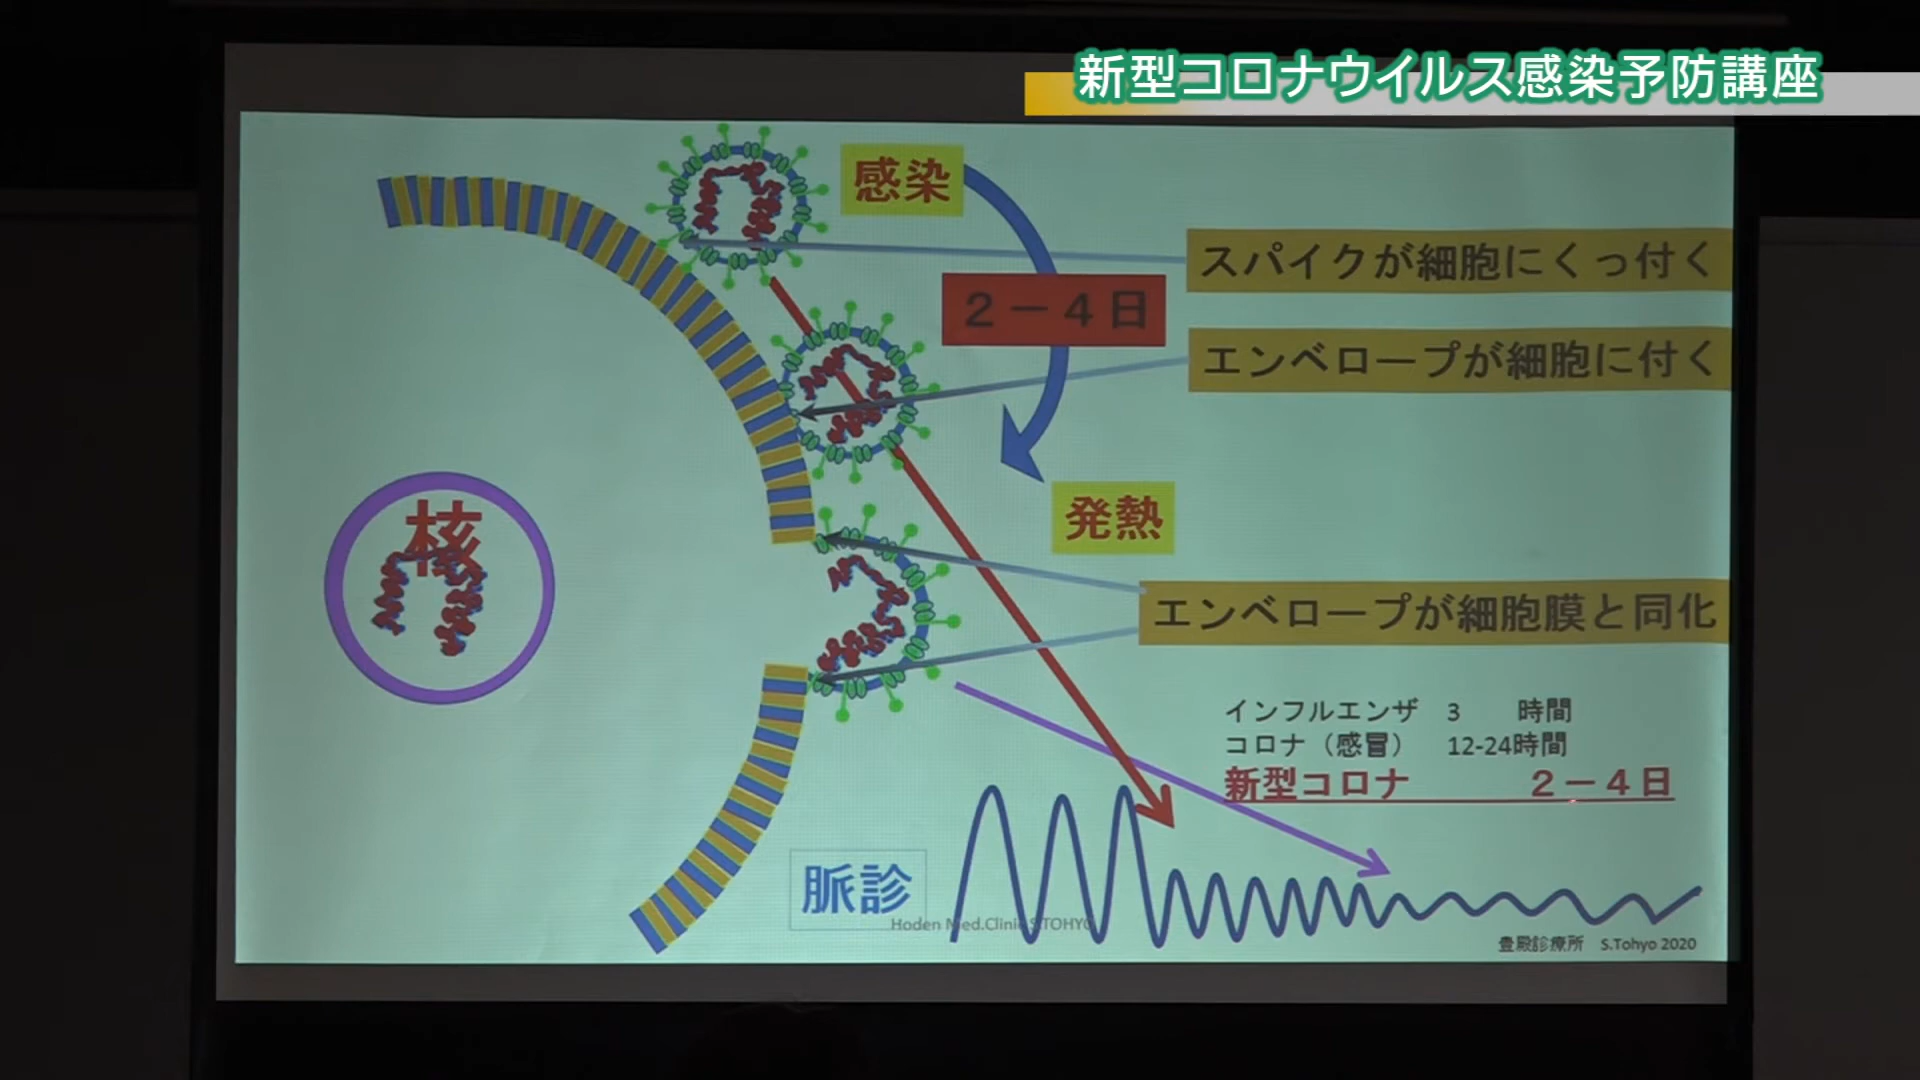 新型コロナウイルス感染予防講座
感染
スパイクが細胞にくっ付く
２－４日
エンベロープが細胞に付く
発熱
核
エンベロープが細胞膜と同化
インフルエンザ 3 時間
コロナ（感冒） 12-24時間
新型コロナ ２－４日
脈診
Hoden Med.Clinic S.TOHYO
豊殿診療所 S.Tohyo 2020